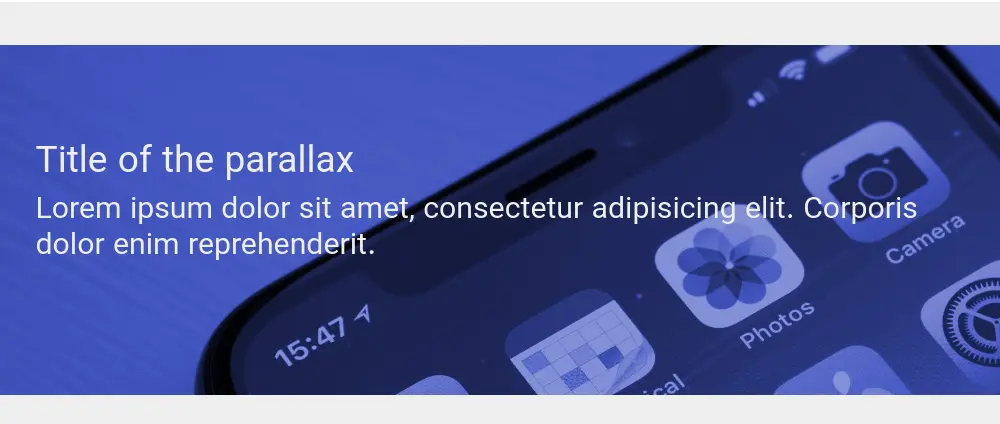 Title of the parallax
Lorem ipsum dolor sit amet, consectetur adipisicing elit. Corporis
dolor enim reprehenderit.
Camera
Photos
15:47
ical